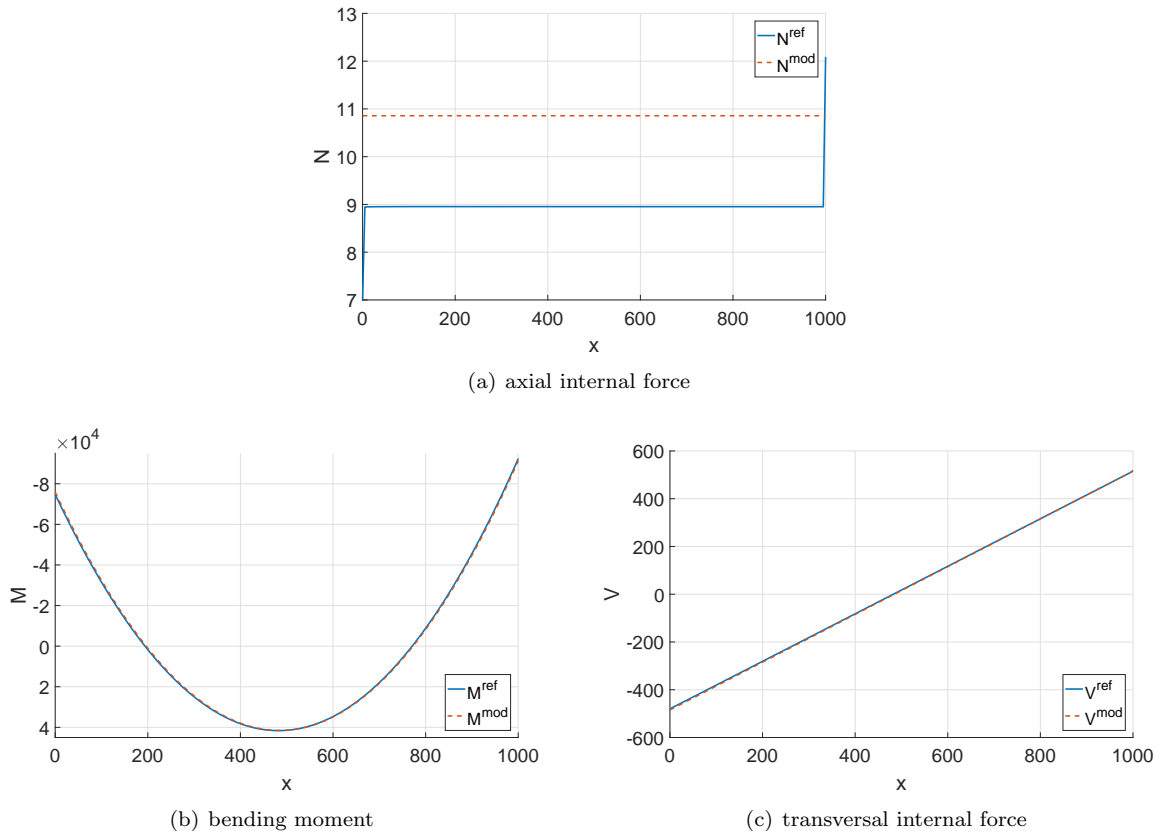 13
12
11
10
9
8
7
N
N^ref
N^mod
0 200 400 600 800 1000
x
(a) axial internal force
×10^4
-8
-6
-4
-2
0
2
4
M
M^ref
M^mod
0 200 400 600 800 1000
x
(b) bending moment
600
400
200
0
-200
-400
-600
V
V^ref
V^mod
0 200 400 600 800 1000
x
(c) transversal internal force